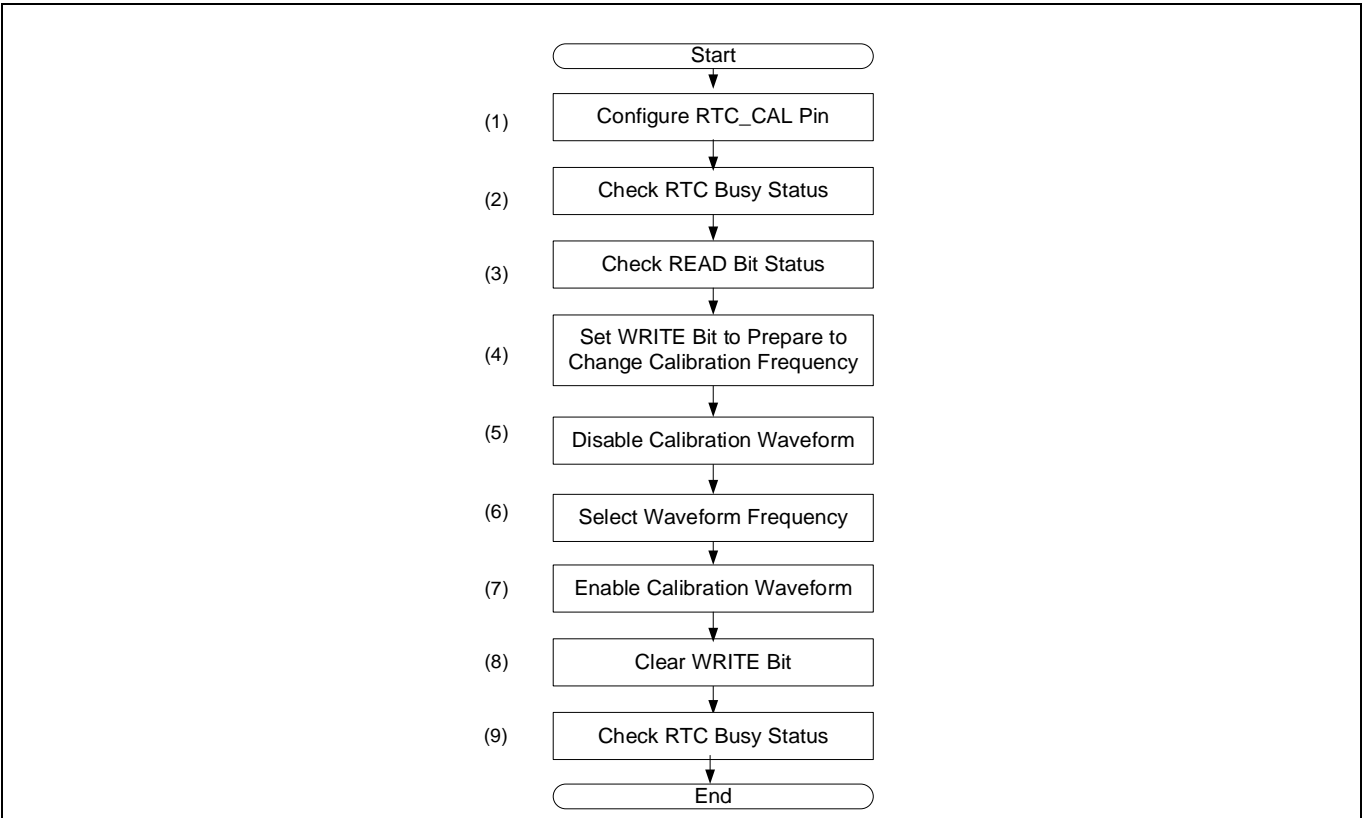 Start
(1)
Configure RTC_CAL Pin
(2)
Check RTC Busy Status
(3)
Check READ Bit Status
(4)
Set WRITE Bit to Prepare to
Change Calibration Frequency
(5)
Disable Calibration Waveform
(6)
Select Waveform Frequency
(7)
Enable Calibration Waveform
(8)
Clear WRITE Bit
(9)
Check RTC Busy Status
End